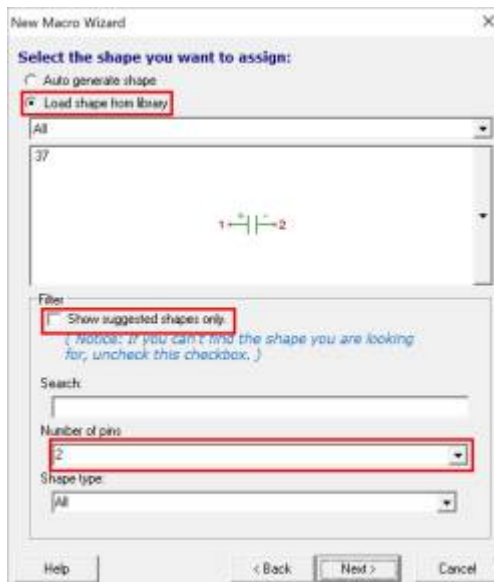 New Macro Wizard
Select the shape you want to assign:
Auto generate shape
Load shape from library
All
37
1 + - 2
Filter
Show suggested shapes only.
( Notice: If you can't find the shape you are looking
for, uncheck this checkbox. )
Search:
Number of pins
2
Shape type:
All
Help
< Back
Next >
Cancel